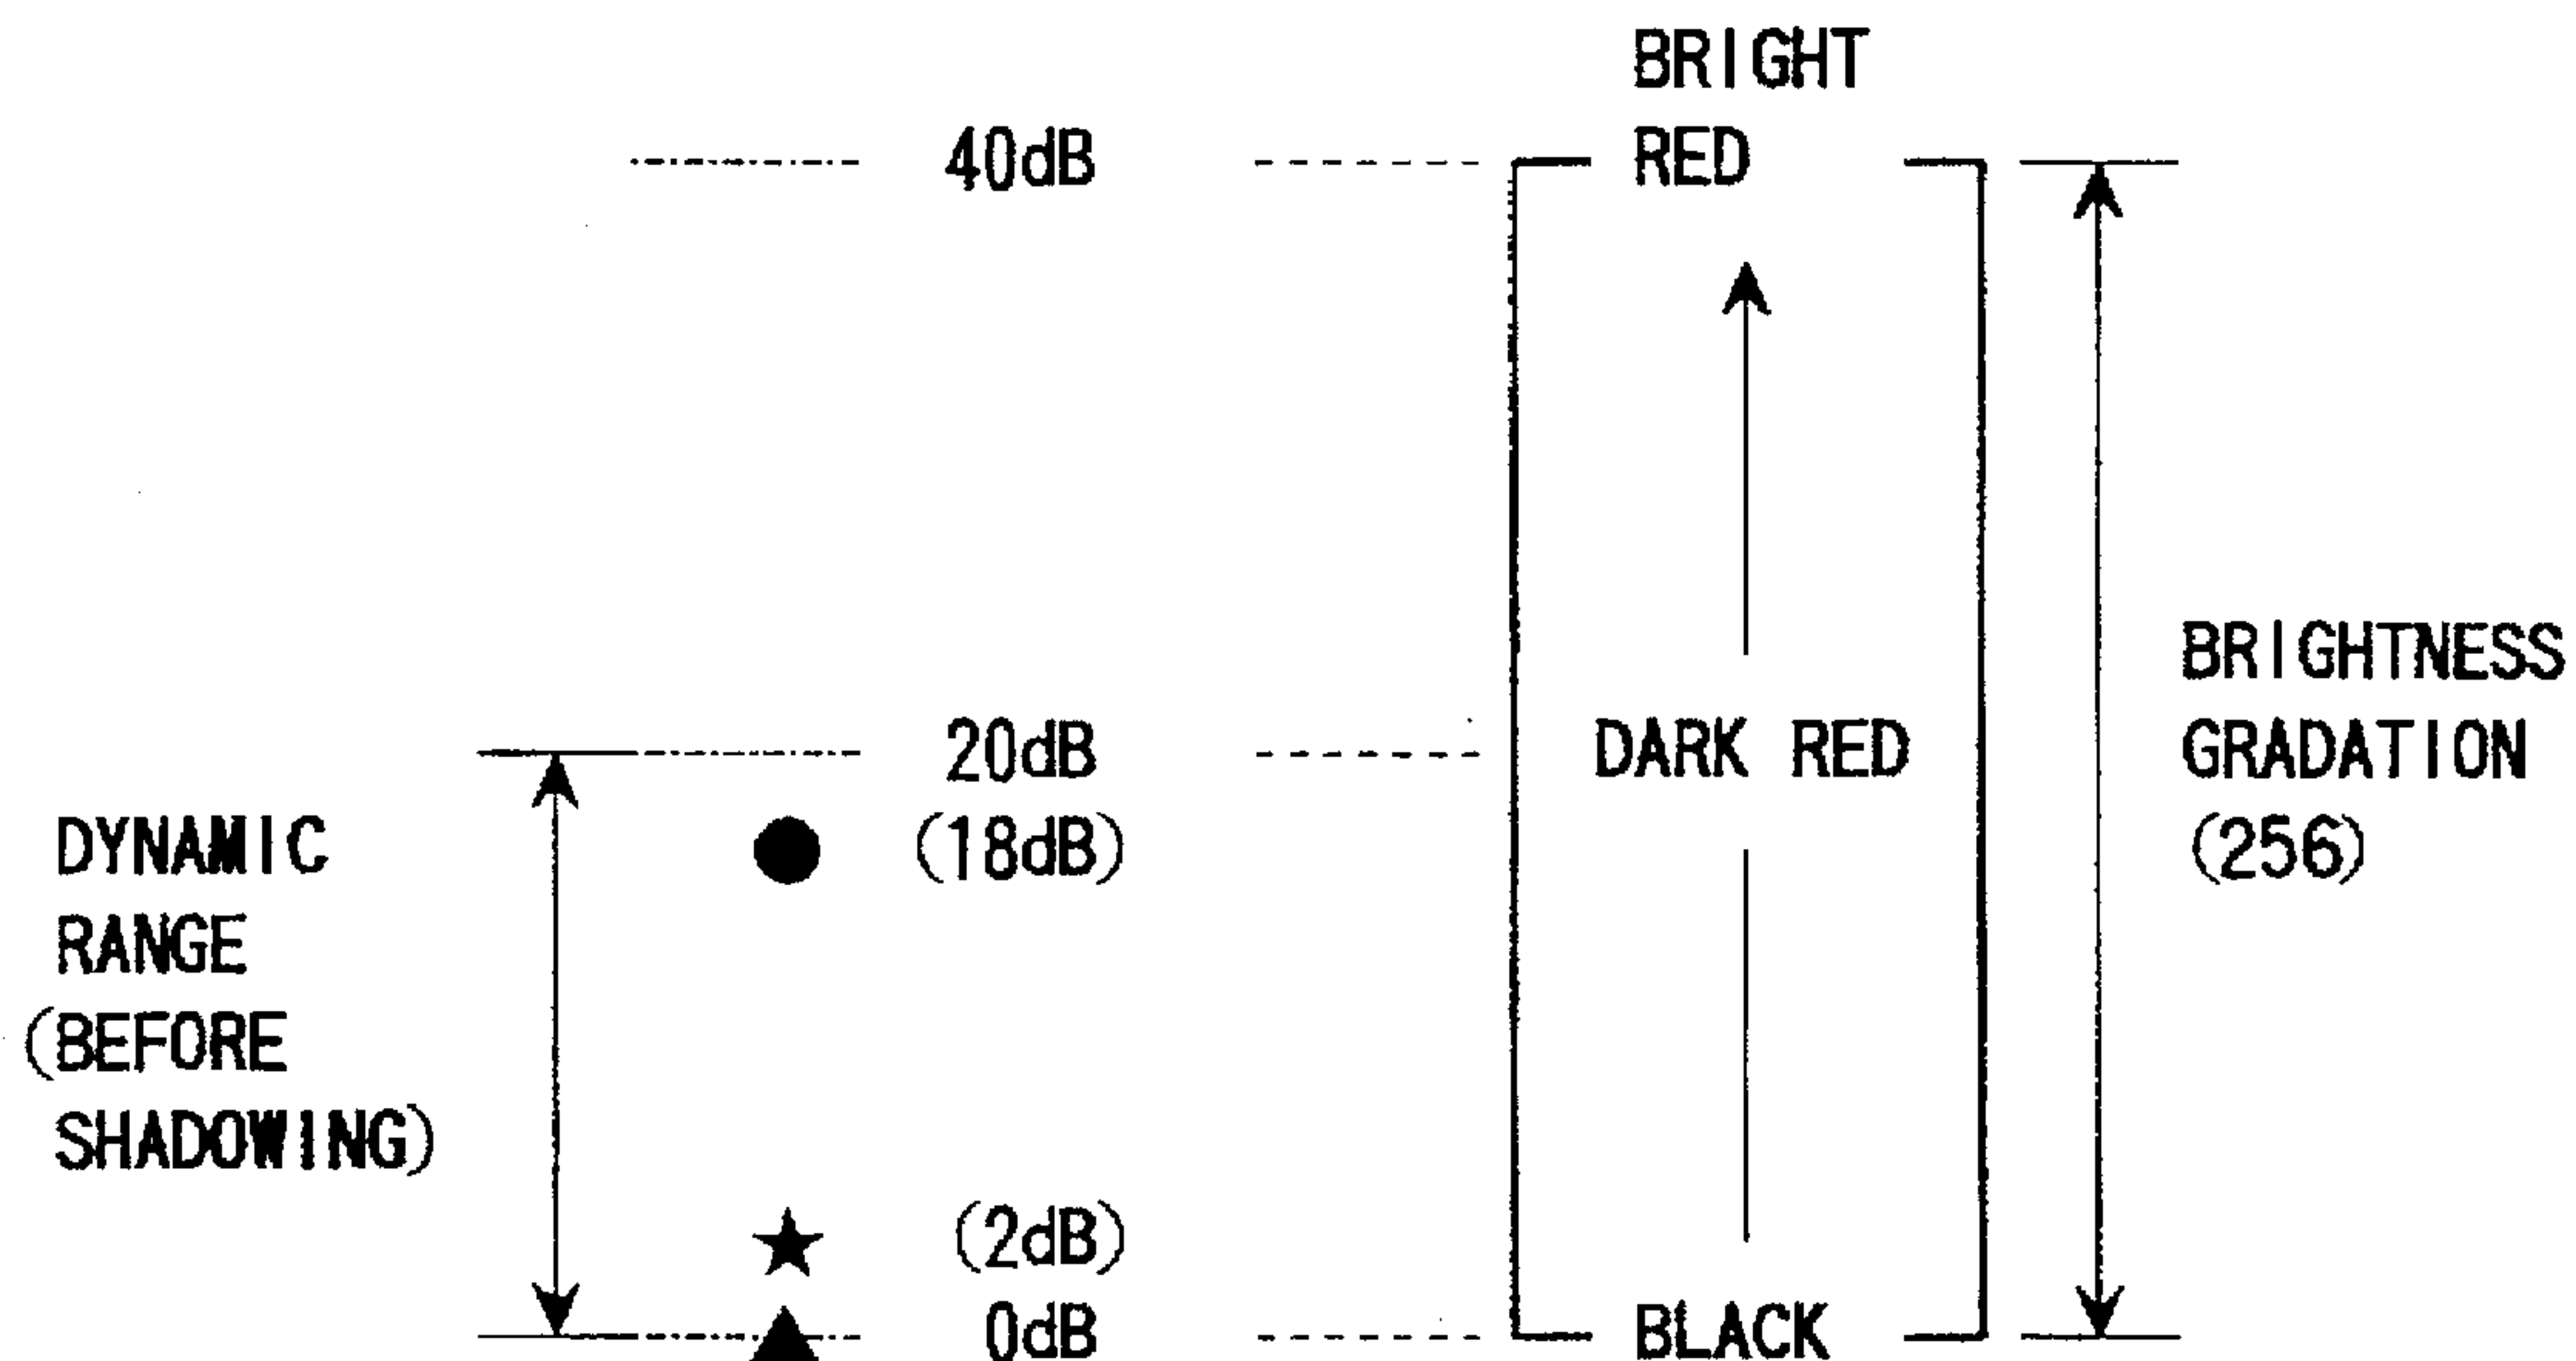 BRIGHT
RED
40dB
20dB
(18dB)
(2dB)
0dB
DARK RED
BLACK
DYNAMIC
RANGE
(BEFORE
SHADOWING)
BRIGHTNESS
GRADATION
(256)